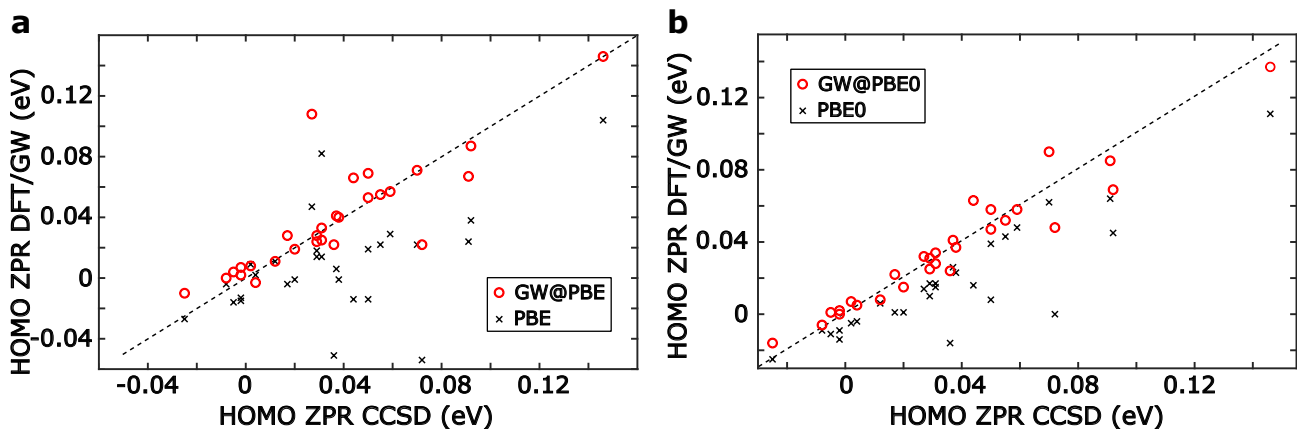 a
HOMO ZPR DFT/GW (eV)
0.12
0.08
0.04
0
-0.04
-0.04 0 0.04 0.08 0.12
HOMO ZPR CCSD (eV)
GW@PBE
PBE
b
HOMO ZPR DFT/GW (eV)
0.12
0.08
0.04
0
0 0.04 0.08 0.12
HOMO ZPR CCSD (eV)
GW@PBE0
PBE0